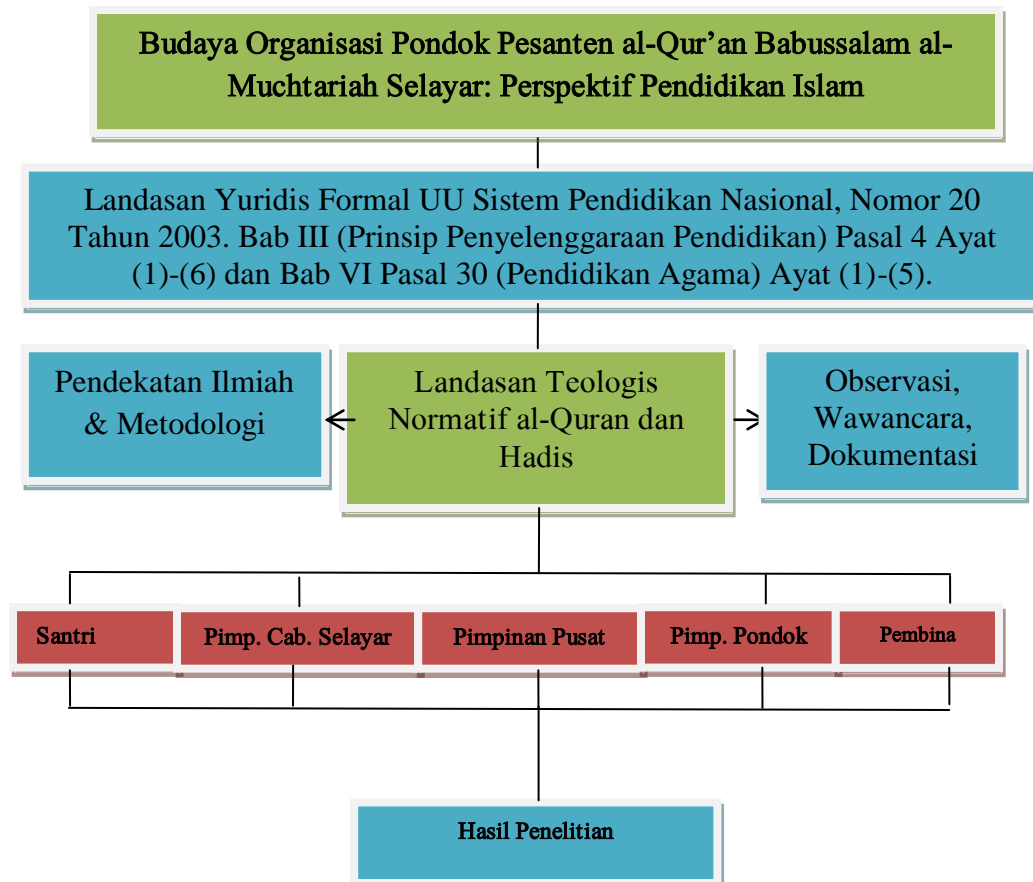 Budaya Organisasi Pondok Pesanten al-Qur’an Babussalam al-
Muchtariah Selayar: Perspektif Pendidikan Islam
Landasan Yuridis Formal UU Sistem Pendidikan Nasional, Nomor 20
Tahun 2003. Bab III (Prinsip Penyelenggaraan Pendidikan) Pasal 4 Ayat
(1)-(6) dan Bab VI Pasal 30 (Pendidikan Agama) Ayat (1)-(5).
Pendekatan Ilmiah
& Metodologi
Landasan Teologis
Normatif al-Quran dan
Hadis
Observasi,
Wawancara,
Dokumentasi
Santri
Pimp. Cab. Selayar
Pimpinan Pusat
Pimp. Pondok
Pembina
Hasil Penelitian